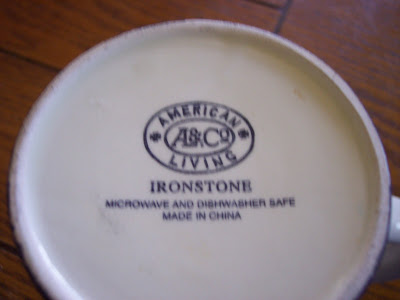 AMERICAN
A&Co
LIVING
IRONSTONE
MICROWAVE AND DISHWASHER SAFE
MADE IN CHINA